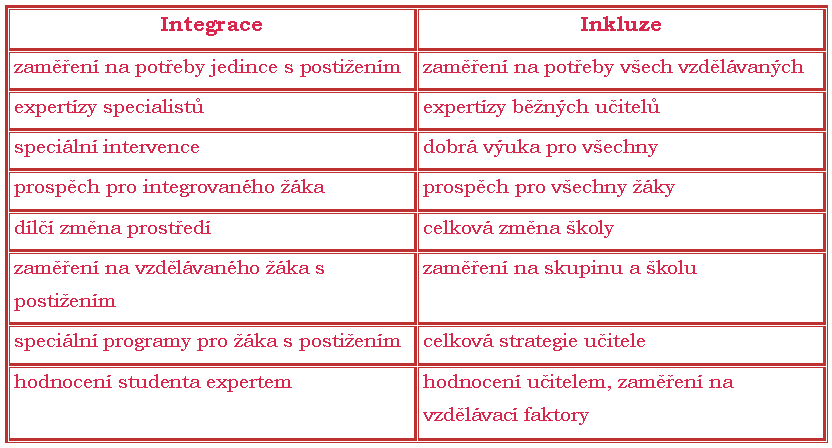 Integrace
Inkluze
zaměření na potřeby jedince s postižením
zaměření na potřeby všech vzdělávaných
expertízy specialistů
expertízy běžných učitelů
speciální intervence
dobrá výuka pro všechny
prospěch pro integrovaného žáka
prospěch pro všechny žáky
dílčí změna prostředí
celková změna školy
zaměření na vzdělávaného žáka s
postižením
zaměření na skupinu a školu
speciální programy pro žáka s postižením
celková strategie učitele
hodnocení studenta expertem
hodnocení učitelem, zaměření na
vzdělávací faktory